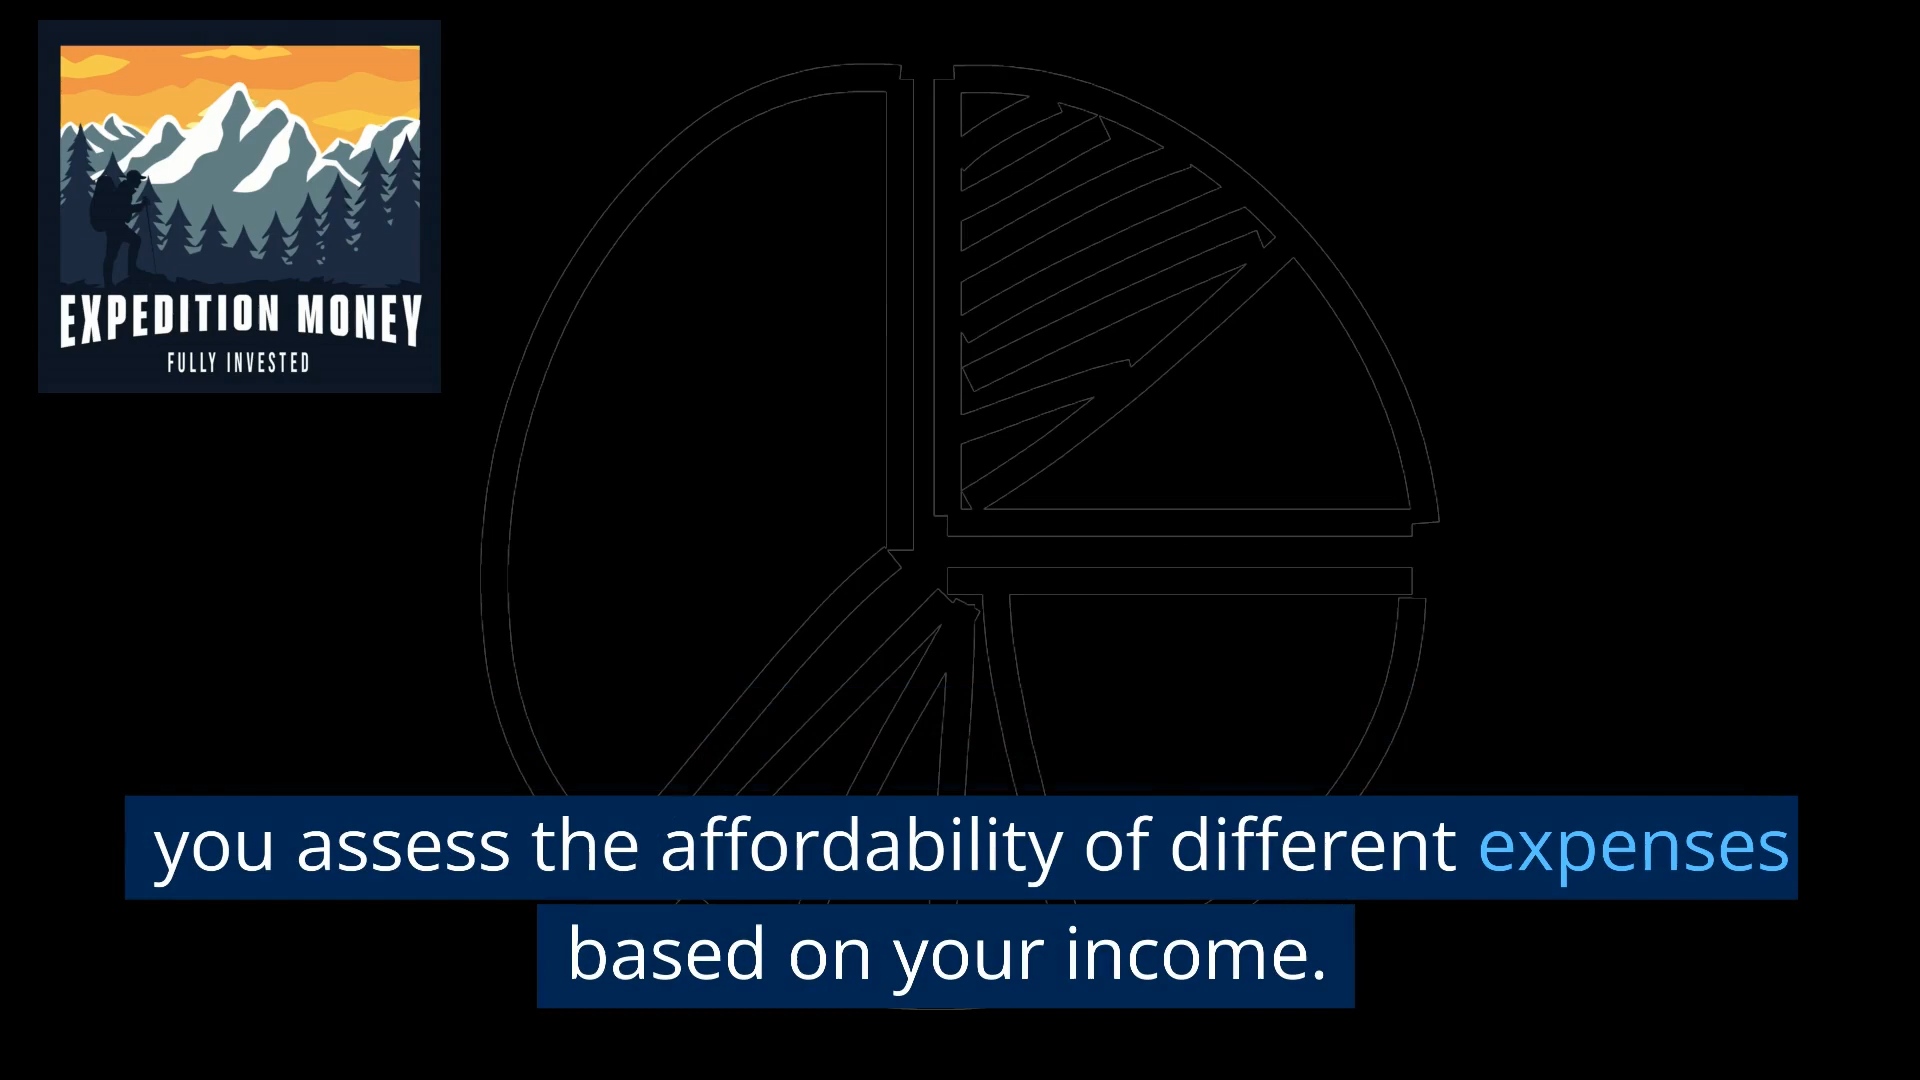 EXPEDITION MONEY
FULLY INVESTED
you assess the affordability of different expenses
based on your income.